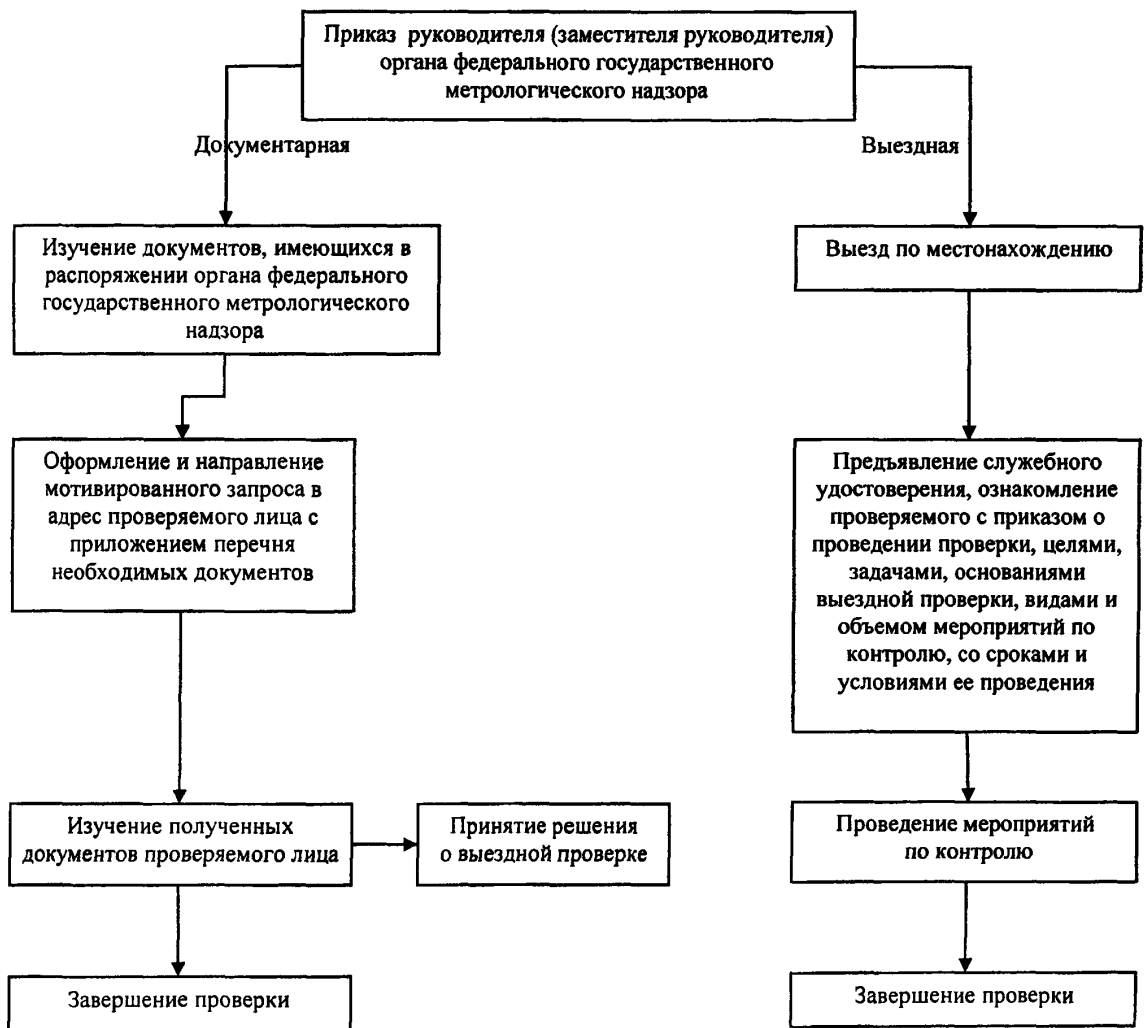 Приказ руководителя (заместителя руководителя)
органа федерального государственного
метрологического надзора
Документарная
Выездная
Изучение документов, имеющихся в
распоряжении органа федерального
государственного метрологического
надзора
Выезд по местонахождению
Оформление и направление
мотивированного запроса в
адрес проверяемого лица с
приложением перечня
необходимых документов
Предъявление служебного
удостоверения, ознакомление
проверяемого с приказом о
проведении проверки, целями,
задачами, основаниями
выездной проверки, видами и
объемом мероприятий по
контролю, со сроками и
условиями ее проведения
Изучение полученных
документов проверяемого лица
Принятие решения
о выездной проверке
Проведение мероприятий
по контролю
Завершение проверки
Завершение проверки